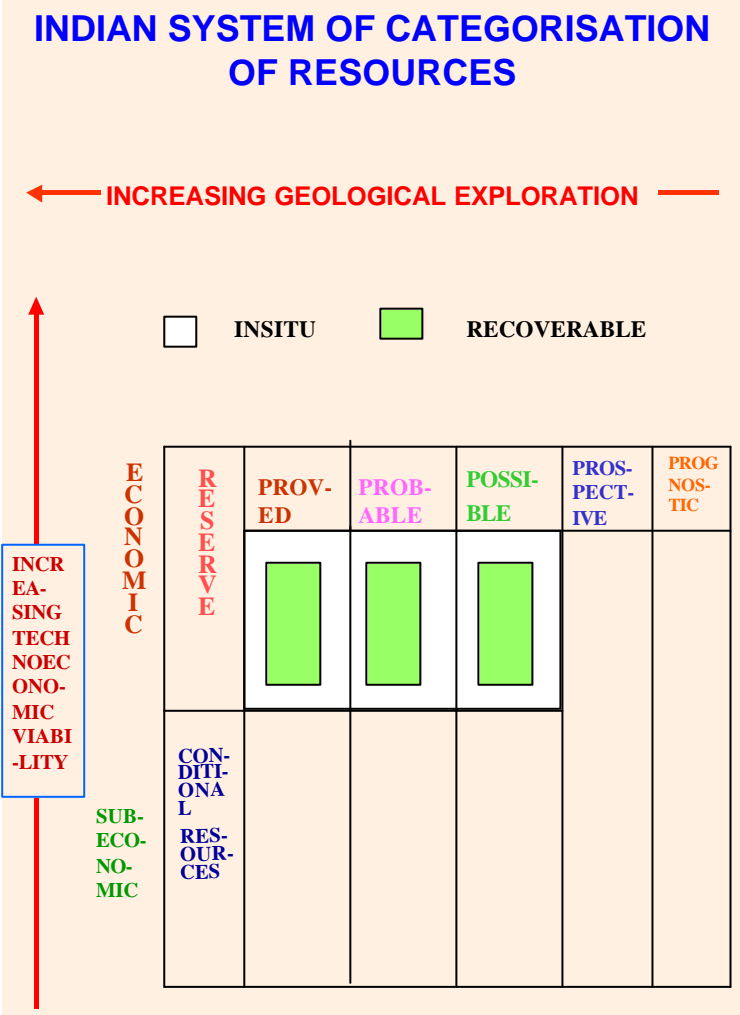 INDIAN SYSTEM OF CATEGORISATION
OF RESOURCES
INCREASING GEOLOGICAL EXPLORATION
INSITU
RECOVERABLE
ECONOMIC
RESERVE
PROV-
ED
PROB-
ABLE
POSSI-
BLE
PROS-
PECT-
IVE
PROG
NOS-
TIC
INCR
EA-
SING
TECH
NOEC
ONO-
MIC
VIABI
-LITY
SUB-
ECO-
NO-
MIC
CON-
DITI-
ONA
L
RES-
OUR-
CES